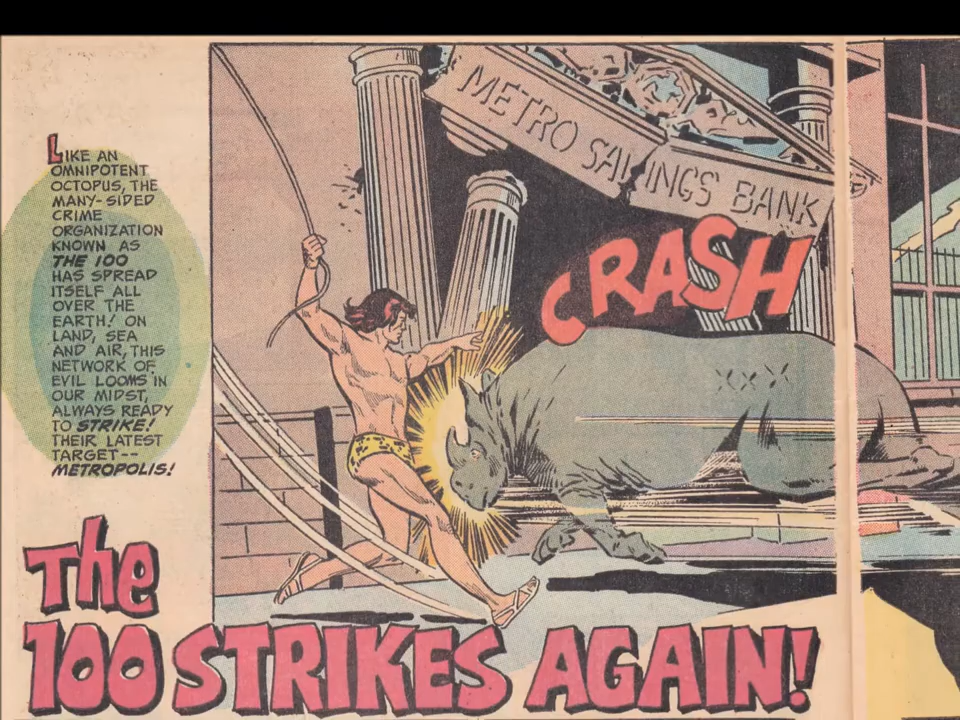 LIKE AN
OMNIPOTENT
OCTOPUS, THE
MANY-SIDED
CRIME
ORGANIZATION
KNOWN AS
THE 100
HAS SPREAD
ITSELF ALL
OVER THE
EARTH! ON
LAND, SEA
AND AIR, THIS
NETWORK OF
EVIL LOOMS IN
OUR MIDST,
ALWAYS READY
TO STRIKE!
THEIR LATEST
TARGET--
METROPOLIS!
METRO SAVINGS BANK
CRASH
The
100 STRIKES AGAIN!